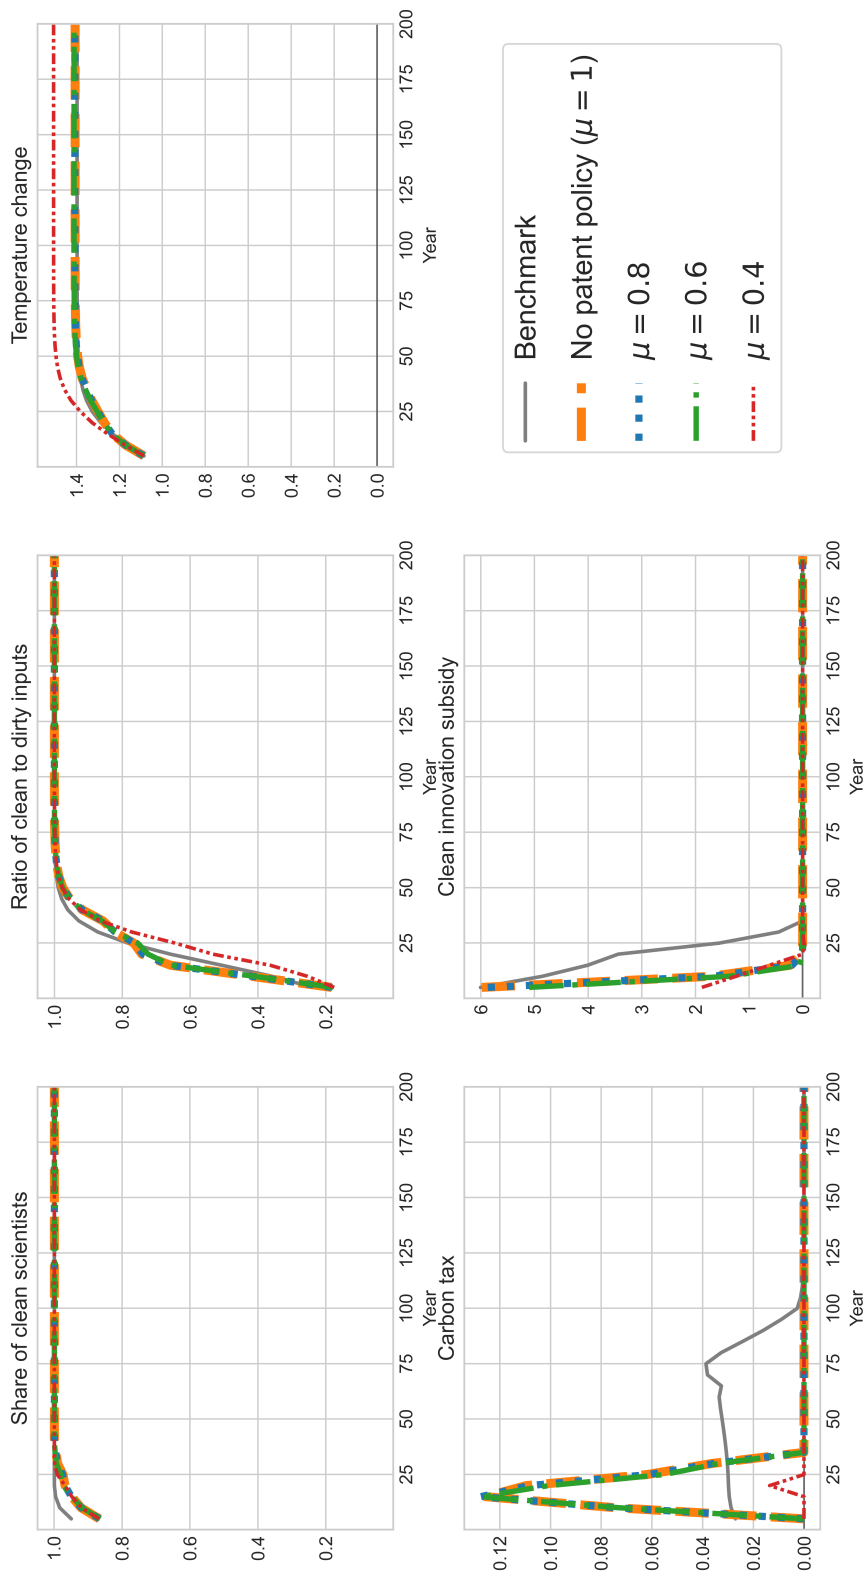 Share of clean scientists
1.0
0.8
0.6
0.4
0.2
25 50 75 100 125 150 175 200
Year
Ratio of clean to dirty inputs
1.0
0.8
0.6
0.4
0.2
25 50 75 100 125 150 175 200
Year
Temperature change
1.4
1.2
1.0
0.8
0.6
0.4
0.2
0.0
25 50 75 100 125 150 175 200
Year
Carbon tax
0.12
0.10
0.08
0.06
0.04
0.02
0.00
25 50 75 100 125 150 175 200
Year
Clean innovation subsidy
6
5
4
3
2
1
0
25 50 75 100 125 150 175 200
Year
Benchmark
No patent policy (μ = 1)
μ = 0.8
μ = 0.6
μ = 0.4